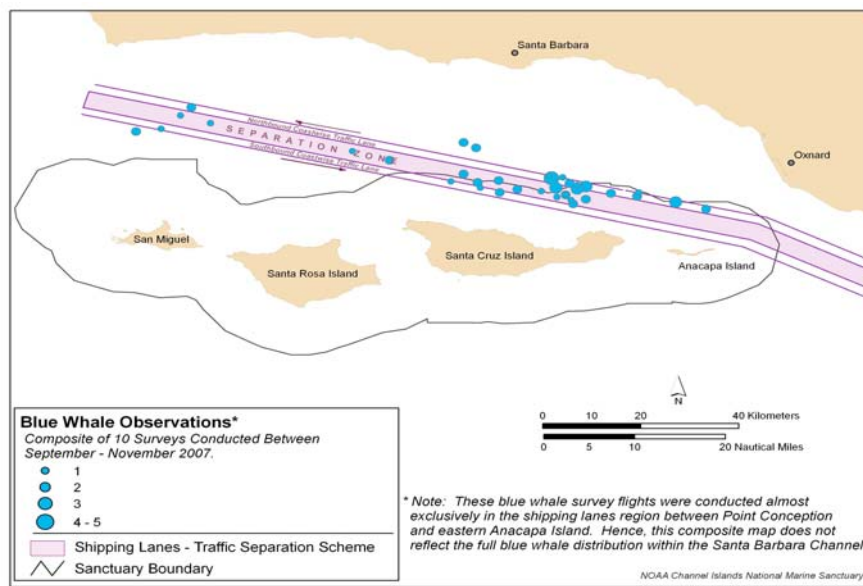 Santa Barbara
Northbound Coastwise Traffic Lane
SEPARATION ZONE
Southbound Coastwise Traffic Lane
Oxnard
San Miguel
Santa Rosa Island
Santa Cruz Island
Anacapa Island
N
0 10 20 40 Kilometers
0 5 10 20 Nautical Miles
Blue Whale Observations*
Composite of 10 Surveys Conducted Between
September - November 2007.
1
2
3
4 - 5
Shipping Lanes - Traffic Separation Scheme
Sanctuary Boundary
* Note: These blue whale survey flights were conducted almost
exclusively in the shipping lanes region between Point Conception
and eastern Anacapa Island. Hence, this composite map does not
reflect the full blue whale distribution within the Santa Barbara Channel
NOAA Channel Islands National Marine Sanctuary